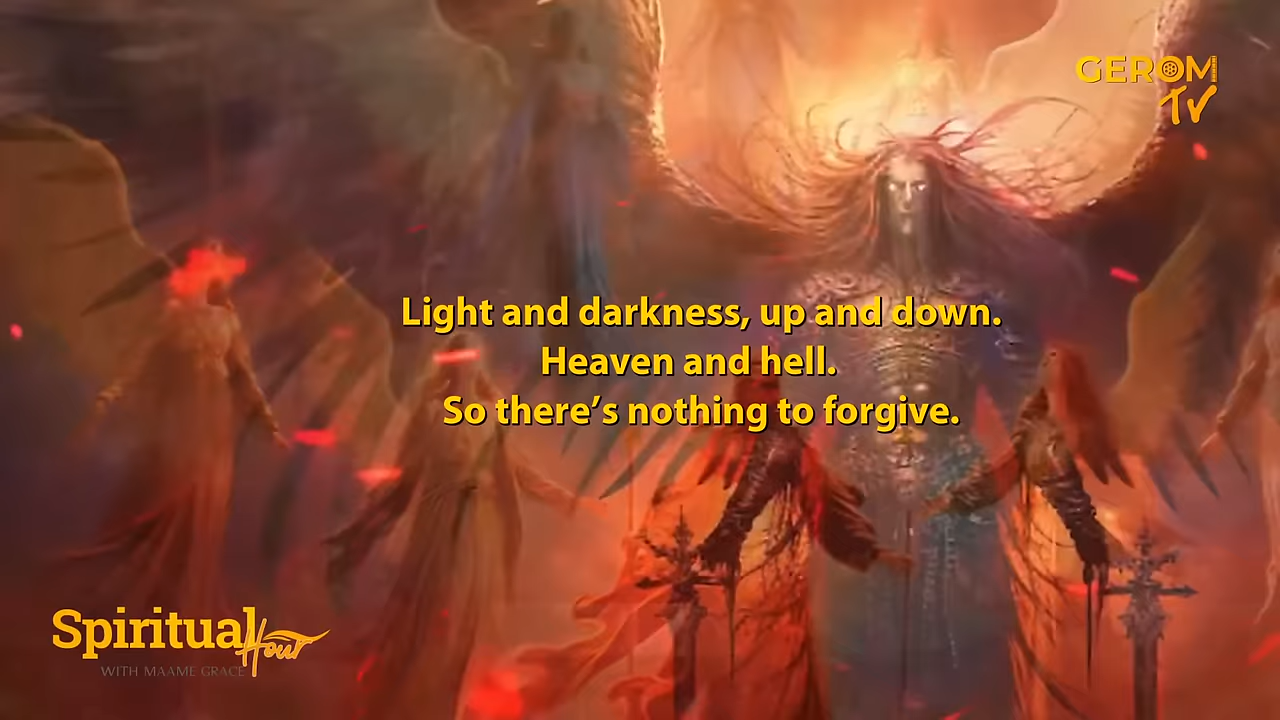 GEROM
TV
Light and darkness, up and down.
Heaven and hell.
So there’s nothing to forgive.
Spiritual
Hour
WITH MAAME GRACE